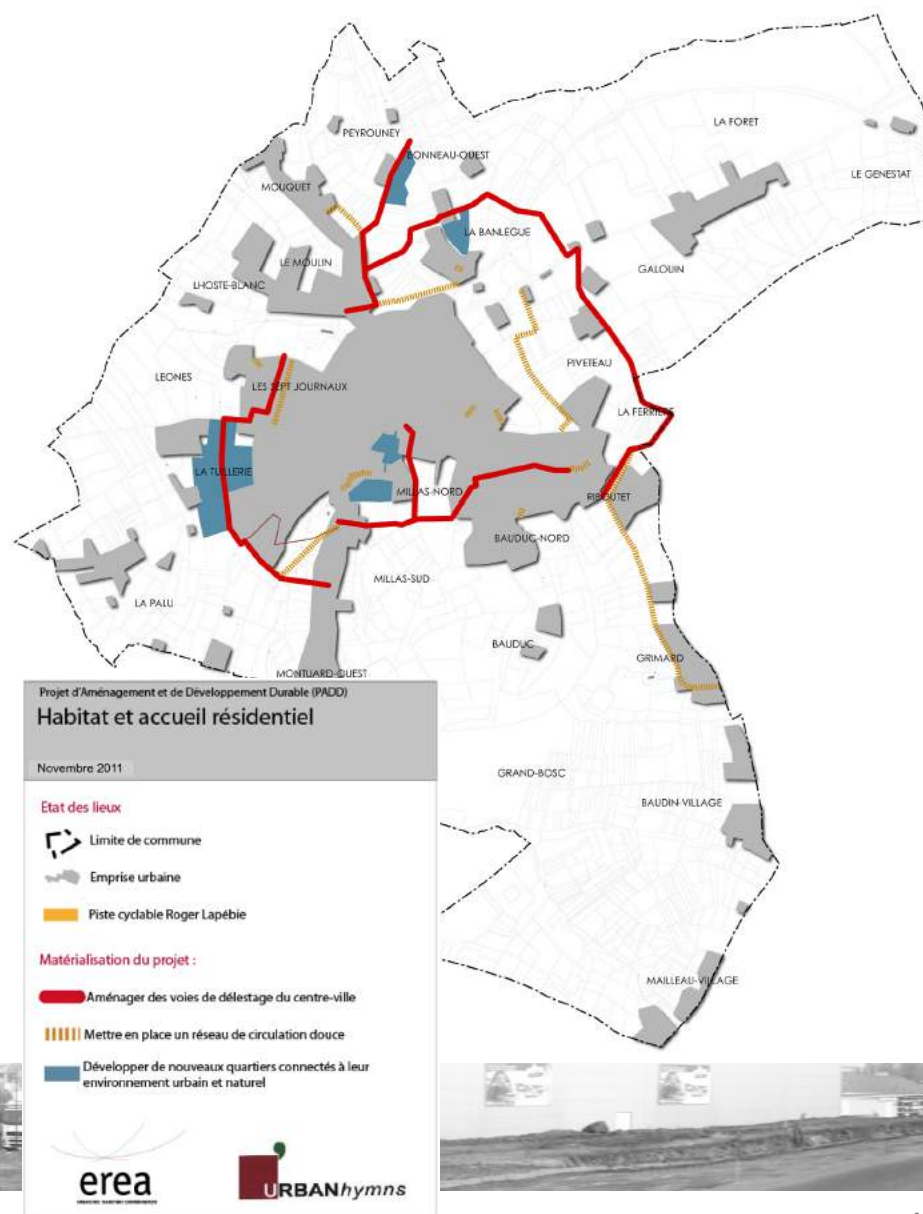 LA FORET
PEYROUNEY
BONNEAU-OUEST
LE GENESTAT
MOUQUET
LA BANLEGUE
LE MOULIN
GALOUIN
LHOSTE-BLANC
PIVETEAU
LEONES
LES SEPT JOURNAUX
LA FERRIERE
LA TUILLERIE
MILLAS-NORD
RIBOUTET
BAUDUC-NORD
MILLAS-SUD
LA PALU
BAUDUC
GRIMARD
MONTUARD-OUEST
Projet d'Aménagement et de Développement Durable (PADD)
Habitat et accueil résidentiel
Novembre 2011
GRAND-BOSC
BAUDIN-VILLAGE
Etat des lieux
Limite de commune
Emprise urbaine
Piste cyclable Roger Lapébie
Matérialisation du projet :
MAILLEAU-VILLAGE
Aménager des voies de délestage du centre-ville
Mettre en place un réseau de circulation douce
Développer de nouveaux quartiers connectés à leur
environnement urbain et naturel
erea
URBANhymns